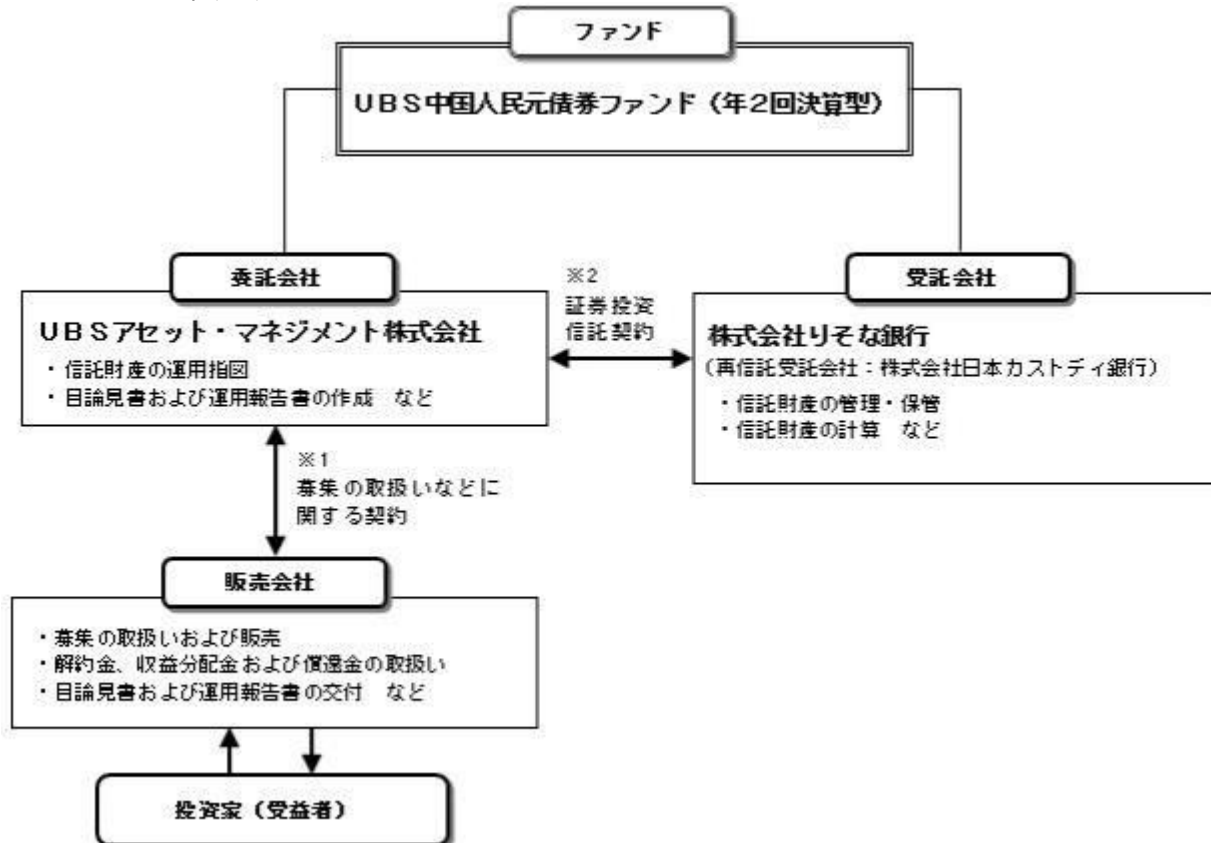 ファンド
UBS中国人民元債券ファンド（年2回決算型）
委託会社
UBSアセット・マネジメント株式会社
・信託財産の運用指図
・目論見書および運用報告書の作成　など
※2
証券投資
信託契約
受託会社
株式会社りそな銀行
（再信託受託会社：株式会社日本カストディ銀行）
・信託財産の管理・保管
・信託財産の計算　など
※1
募集の取扱いなどに
関する契約
販売会社
・募集の取扱いおよび販売
・解約金、収益分配金および償還金の取扱い
・目論見書および運用報告書の交付　など
投資家（受益者）